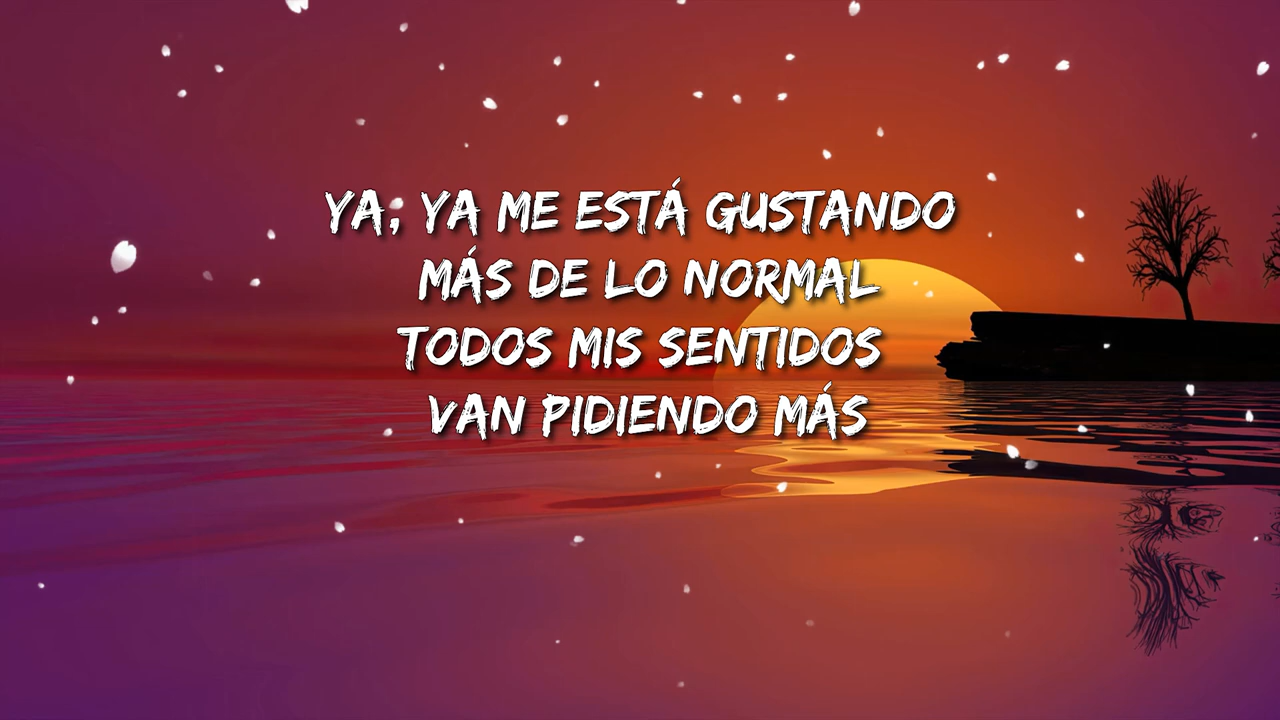 YA, YA ME ESTÁ GUSTANDO
MÁS DE LO NORMAL
TODOS MIS SENTIDOS
VAN PIDIENDO MÁS